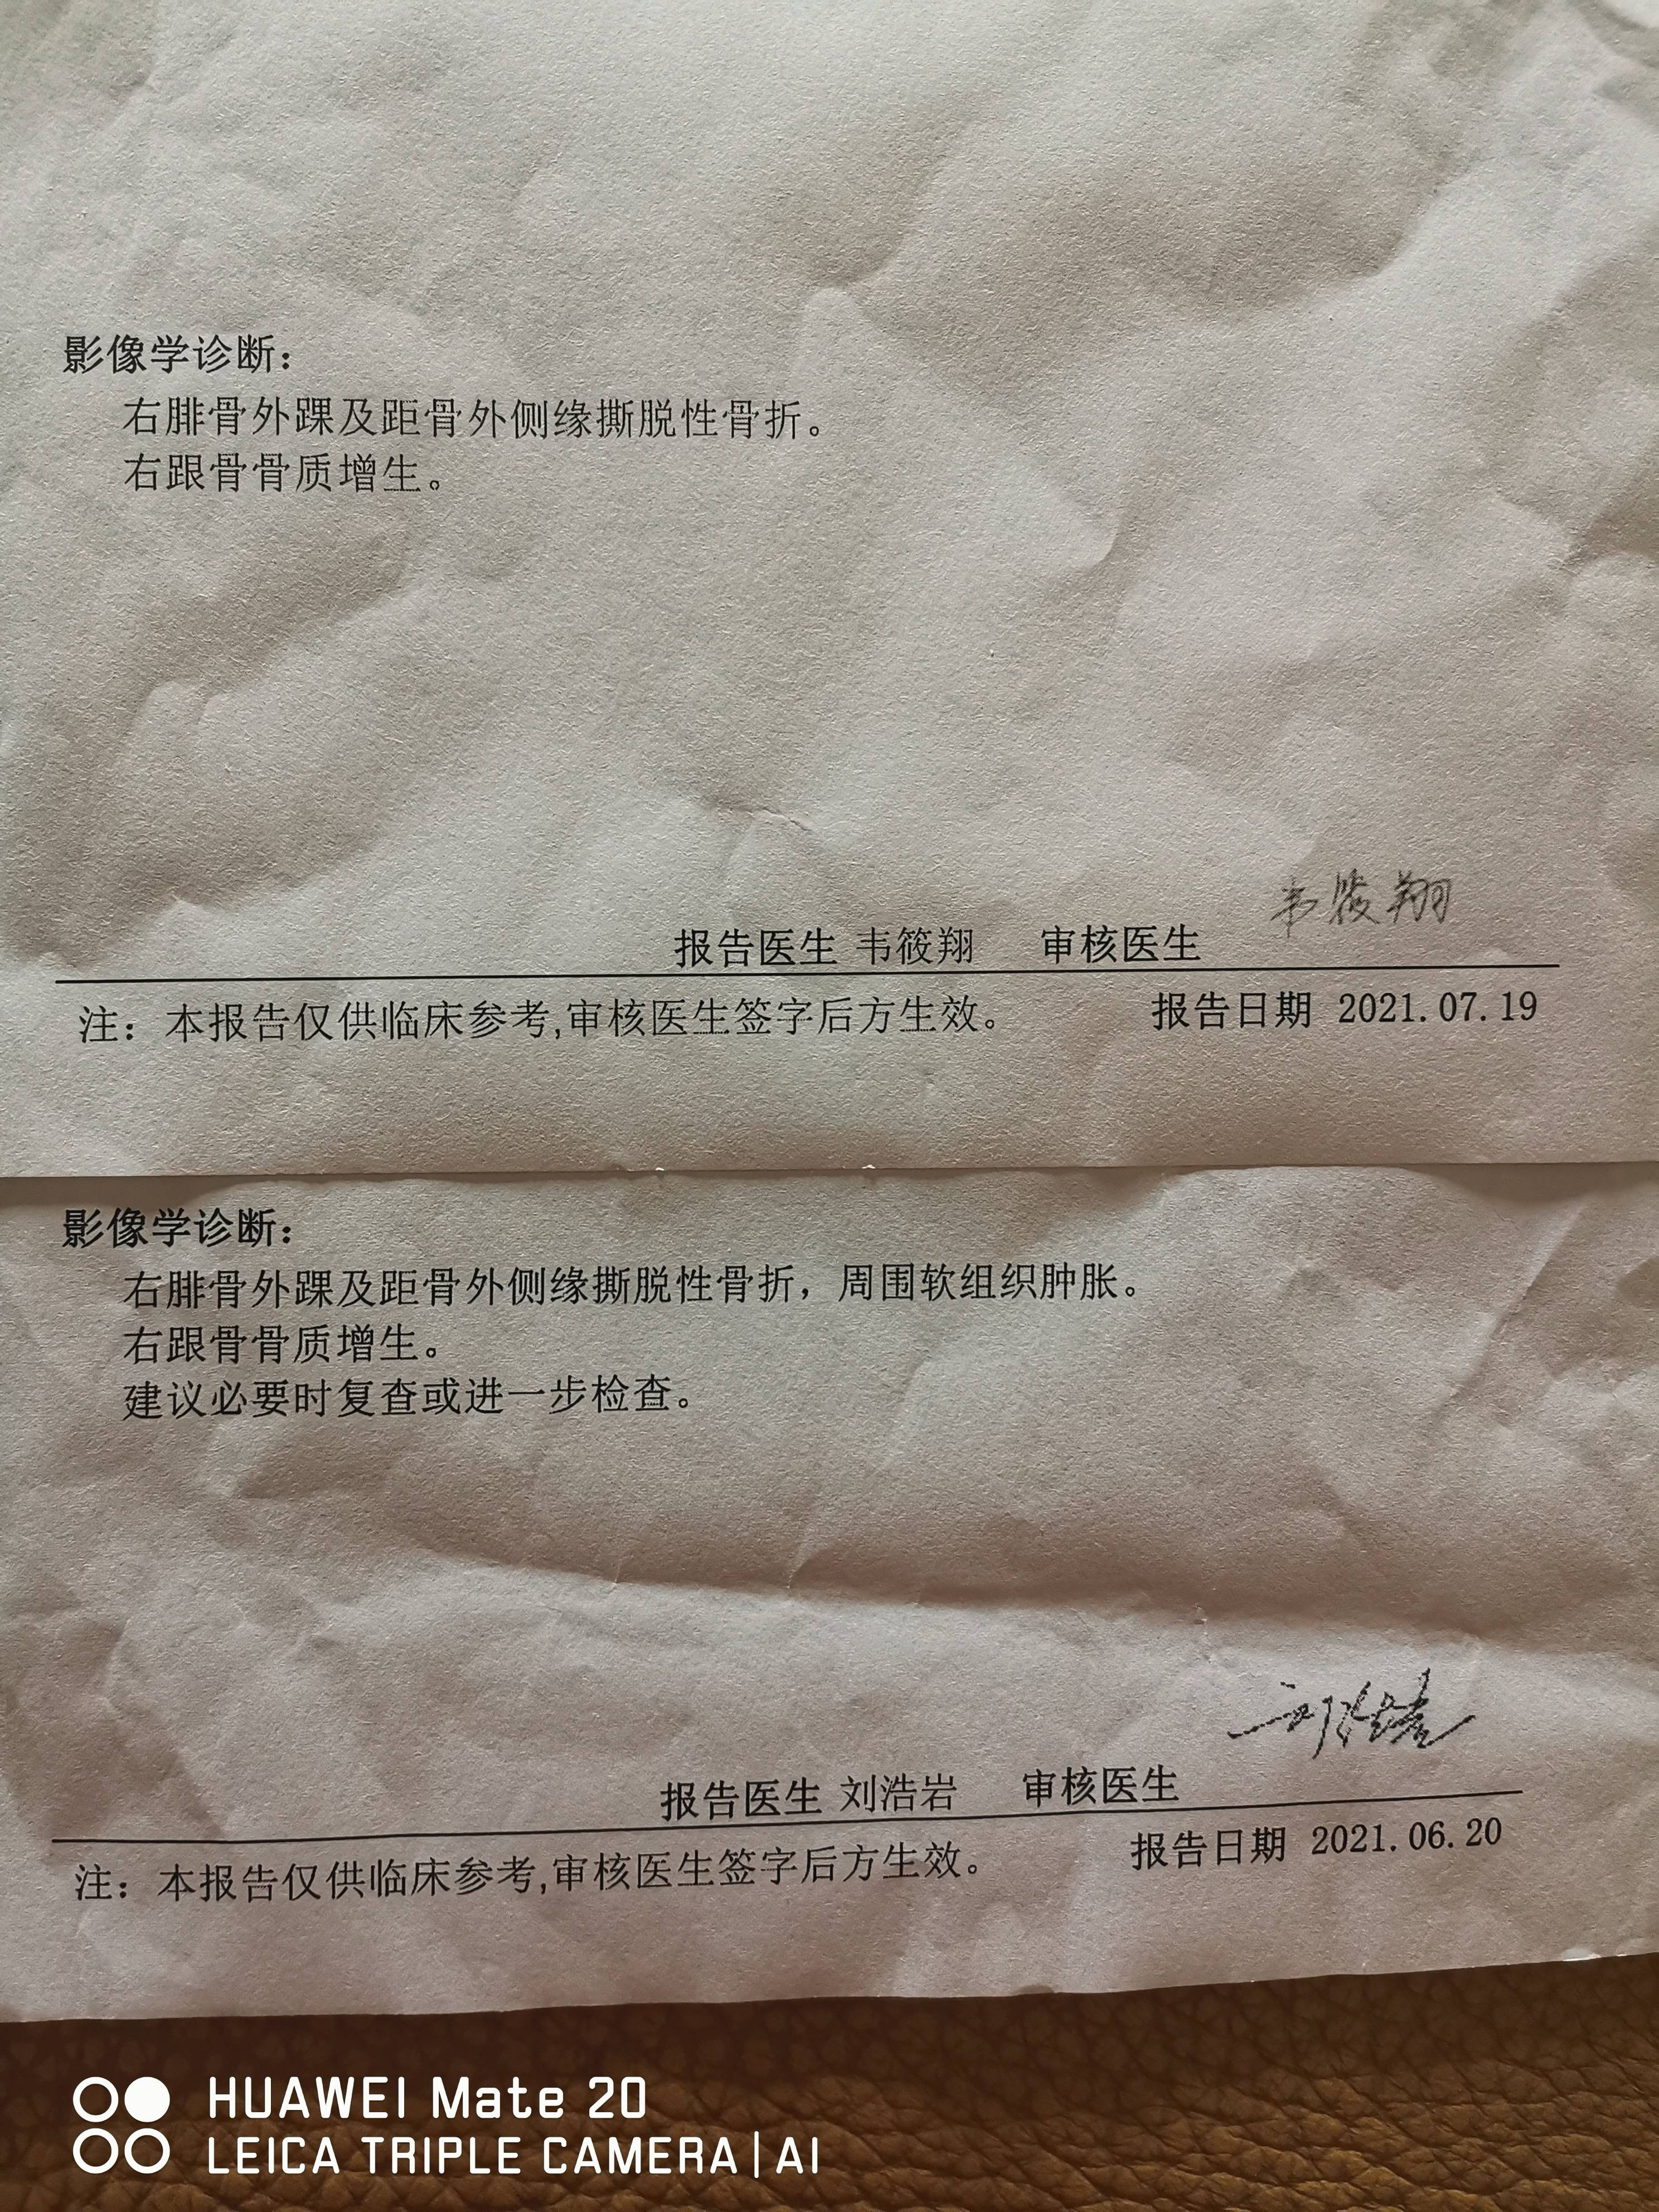 影像学诊断：
右腓骨外踝及距骨外侧缘撕脱性骨折。
右跟骨骨质增生。
韦筱翔
报告医生 韦筱翔 审核医生
注：本报告仅供临床参考,审核医生签字后方生效。 报告日期 2021.07.19
影像学诊断：
右腓骨外踝及距骨外侧缘撕脱性骨折，周围软组织肿胀。
右跟骨骨质增生。
建议必要时复查或进一步检查。
报告医生 刘浩岩 审核医生
注：本报告仅供临床参考,审核医生签字后方生效。 报告日期 2021.06.20
HUAWEI Mate 20
LEICA TRIPLE CAMERA | AI